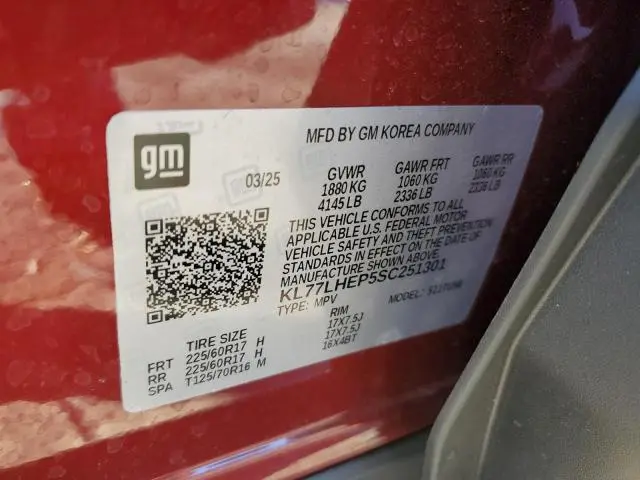 gm
MFD BY GM KOREA COMPANY
03/25
GVWR GAWR FRT GAWR RR
1880 KG 1060 KG 1060 KG
4145 LB 2336 LB 2336 LB
THIS VEHICLE CONFORMS TO ALL
APPLICABLE U.S. FEDERAL MOTOR
VEHICLE SAFETY AND THEFT PREVENTION
STANDARDS IN EFFECT ON THE DATE OF
MANUFACTURE SHOWN ABOVE.
KL77LHEP5SC251301
TYPE: MPV MODEL:
TIRE SIZE RIM
FRT 225/60R17 H 17X7.5J
RR 225/60R17 H 17X7.5J
SPA T125/70R16 M 16X4BT